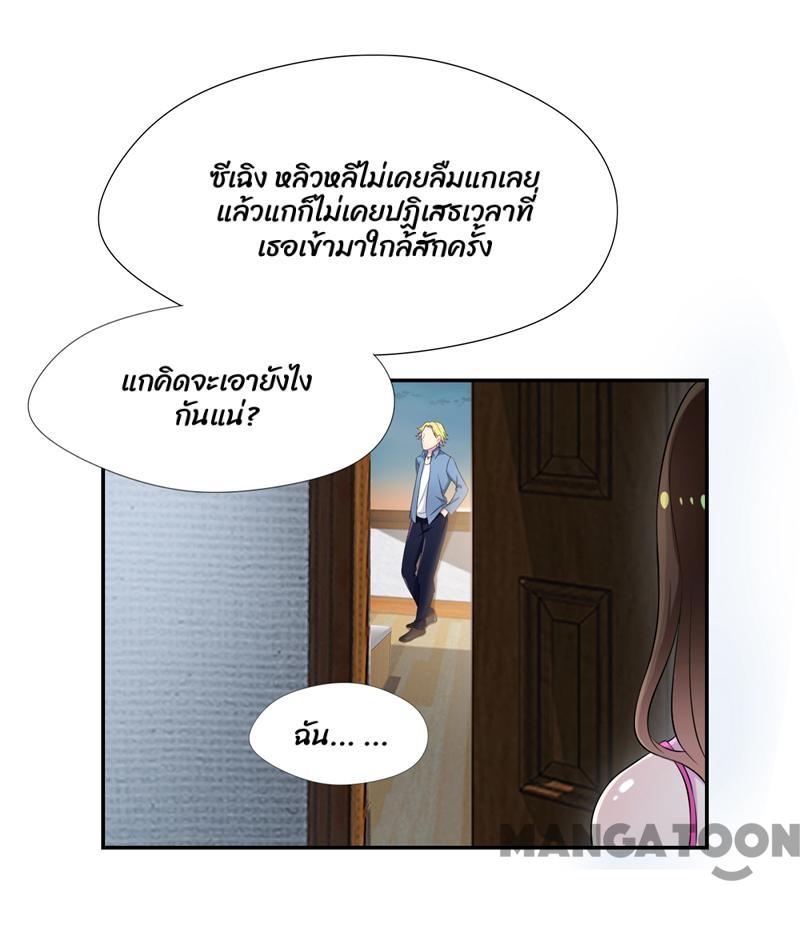 ซีเฉิง หลิวหลีไม่เคยลืมแกเลย
แล้วแกก็ไม่เคยปฏิเสธเวลาที่
เธอเข้ามาใกล้สักครั้ง
แกคิดจะเอายังไง
กันแน่?
ฉัน... ...
MANGATOON